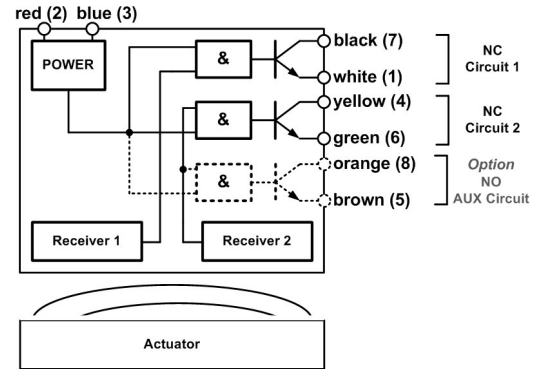 red (2) blue (3)
POWER
&
black (7)
white (1)
NC
Circuit 1
&
yellow (4)
green (6)
NC
Circuit 2
&
orange (8)
brown (5)
Option
NO
AUX Circuit
Receiver 1
Receiver 2
Actuator